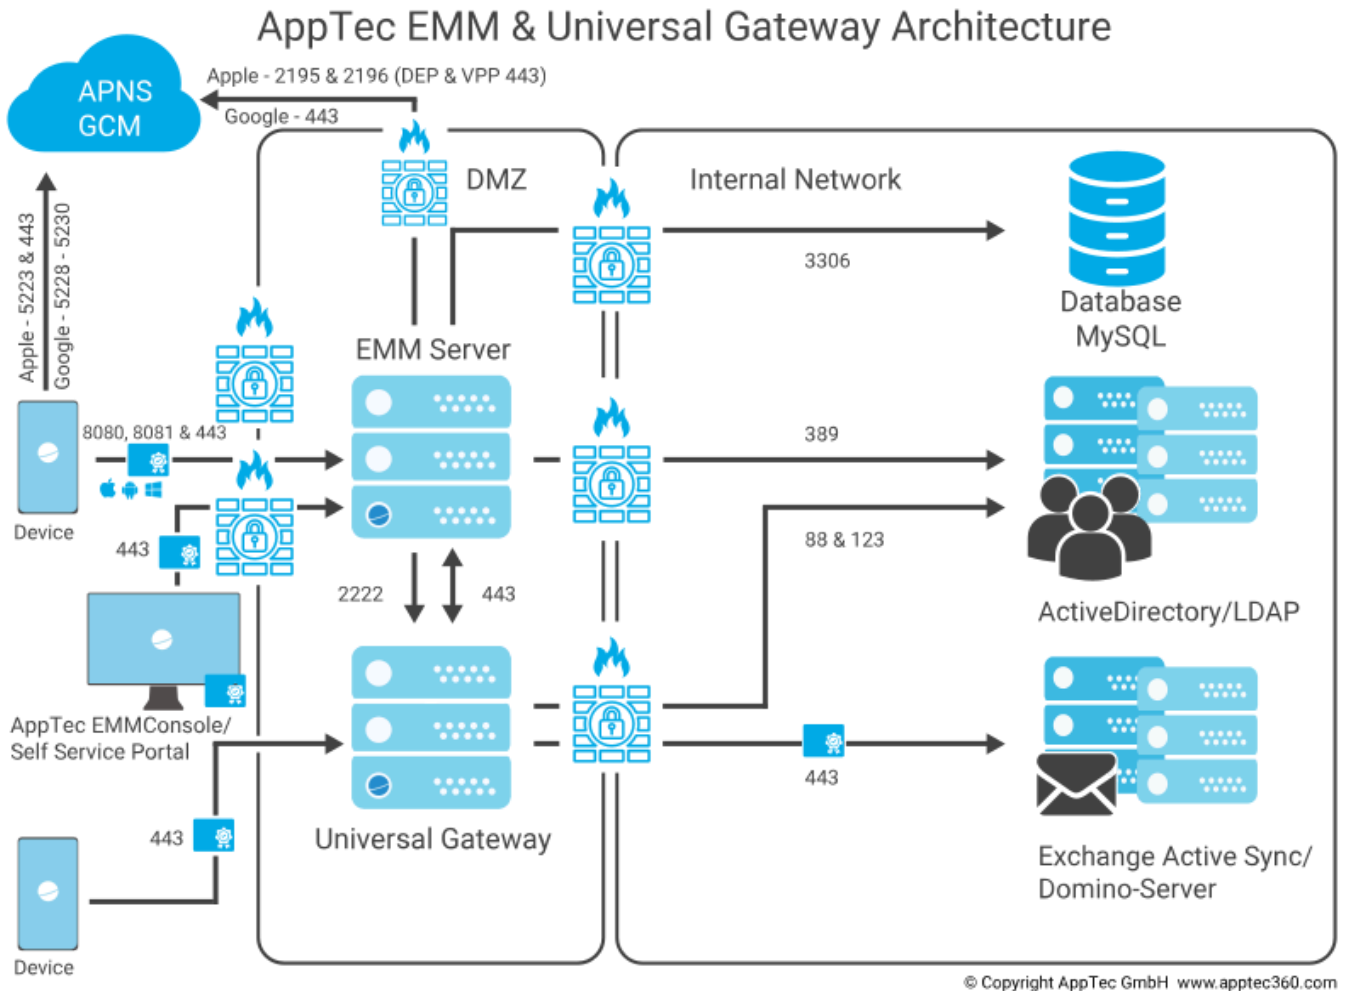 AppTec EMM & Universal Gateway Architecture
Apple - 2195 & 2196 (DEP & VPP 443)
APNS
GCM
Google - 443
DMZ
Internal Network
Apple - 5223 & 443
Google - 5228 - 5230
3306
Database
MySQL
EMM Server
8080, 8081 & 443
389
Device
443
88 & 123
2222
443
ActiveDirectory/LDAP
AppTec EMMConsole/
Self Service Portal
443
443
Universal Gateway
Exchange Active Sync/
Domino-Server
Device
© Copyright AppTec GmbH www.apptec360.com